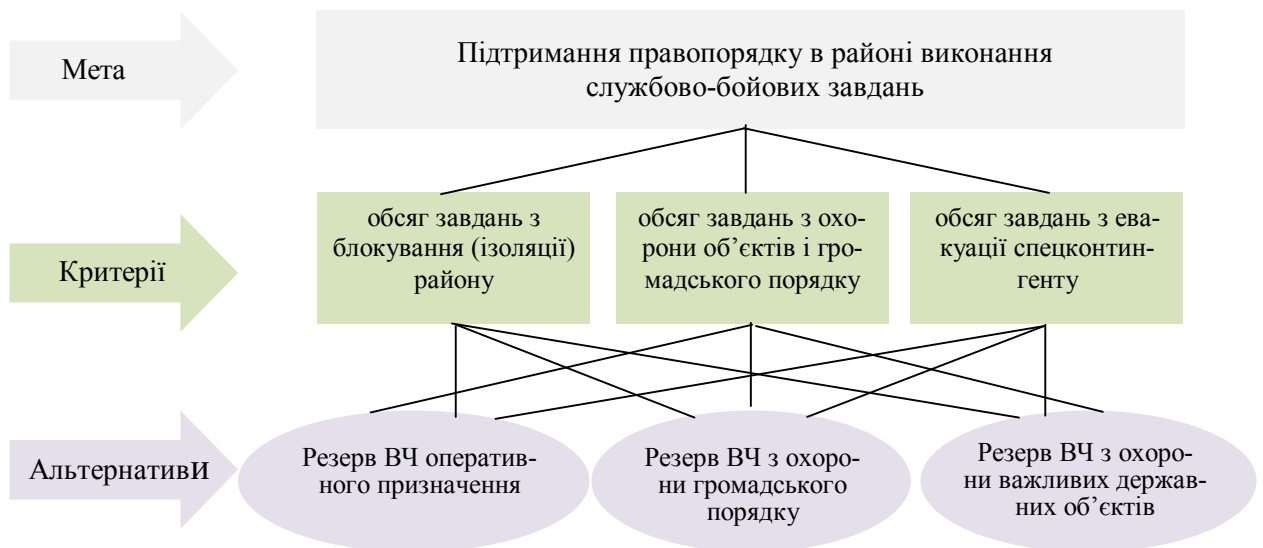 Мета
Підтримання правопорядку в районі виконання
службово-бойових завдань
Критерії
обсяг завдань з
блокування (ізоляції)
району
обсяг завдань з охо-
рони об’єктів і гро-
мадського порядку
обсяг завдань з ева-
куації спецконтин-
генту
Альтернативи
Резерв ВЧ оператив-
ного призначення
Резерв ВЧ з охоро-
ни громадського
порядку
Резерв ВЧ з охоро-
ни важливих держав-
них об’єктів